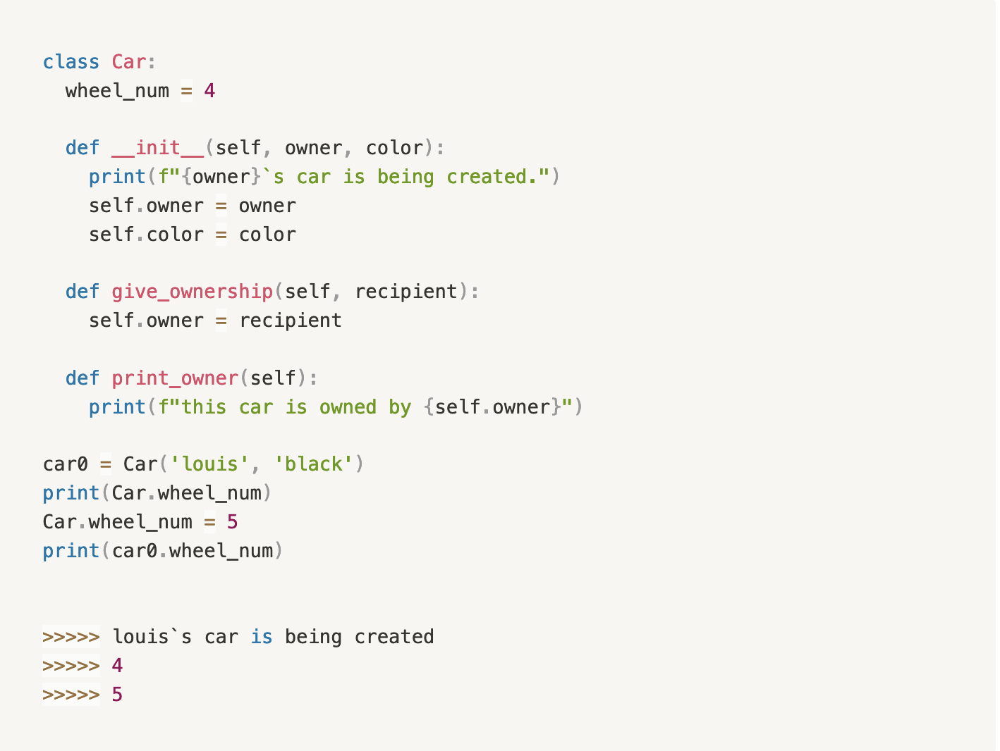 class Car:
  wheel_num = 4

  def __init__(self, owner, color):
    print(f"{owner}`s car is being created.")
    self.owner = owner
    self.color = color

  def give_ownership(self, recipient):
    self.owner = recipient

  def print_owner(self):
    print(f"this car is owned by {self.owner}")

car0 = Car('louis', 'black')
print(Car.wheel_num)
Car.wheel_num = 5
print(car0.wheel_num)


>>>>> louis`s car is being created
>>>>> 4
>>>>> 5